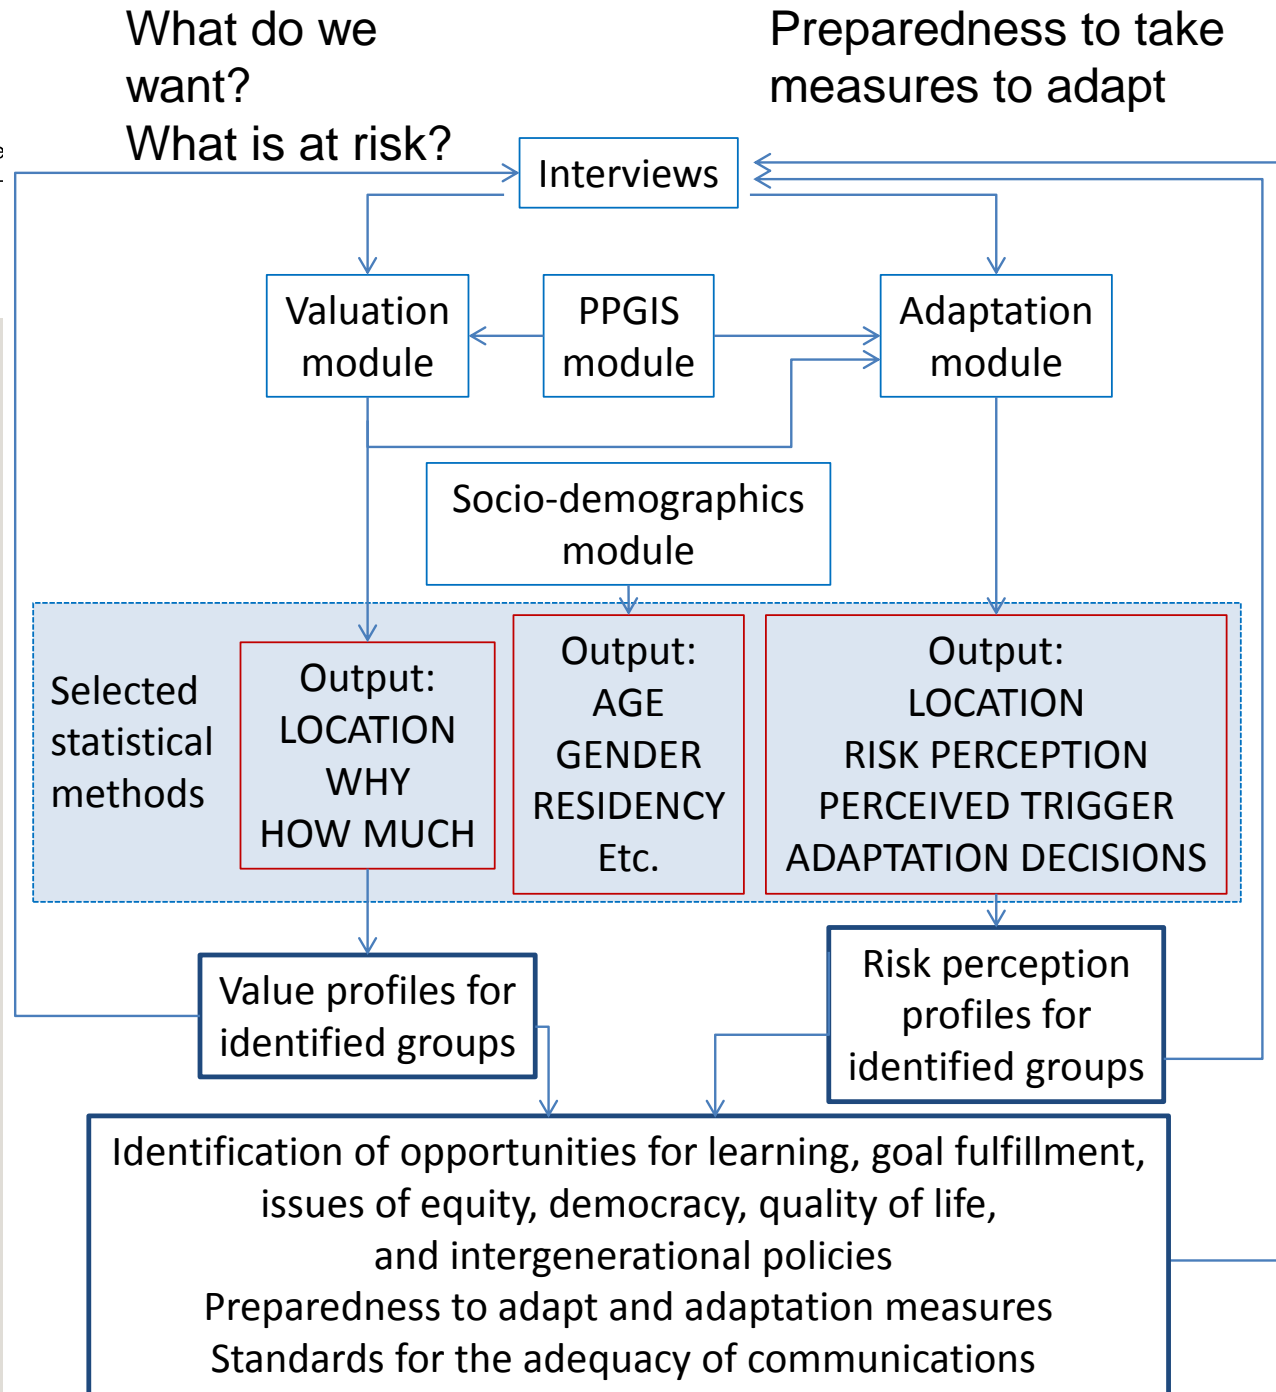 What do we
want?
What is at risk?
Preparedness to take
measures to adapt
e
Interviews
Valuation
module
PPGIS
module
Adaptation
module
Socio-demographics
module
Selected
statistical
methods
Output:
LOCATION
WHY
HOW MUCH
Output:
AGE
GENDER
RESIDENCY
Etc.
Output:
LOCATION
RISK PERCEPTION
PERCEIVED TRIGGER
ADAPTATION DECISIONS
Value profiles for
identified groups
Risk perception
profiles for
identified groups
Identification of opportunities for learning, goal fulfillment,
issues of equity, democracy, quality of life,
and intergenerational policies
Preparedness to adapt and adaptation measures
Standards for the adequacy of communications